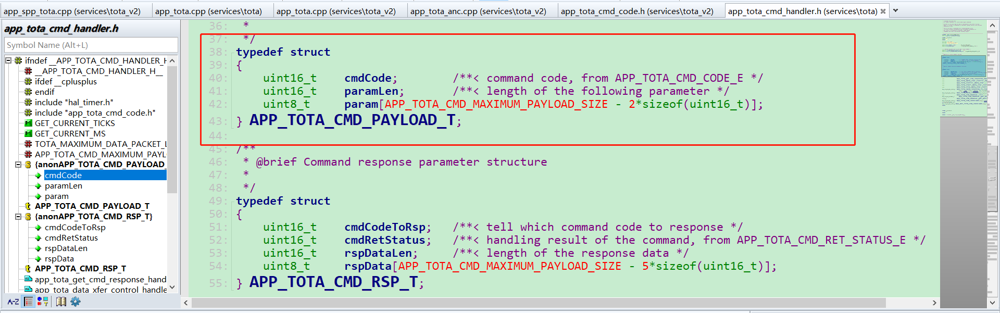 app_spp_tota.cpp (services\tota_v2)
app_tota.cpp (services\tota)
app_tota.cpp (services\tota_v2)
app_tota_anc.cpp (services\tota_v2)
app_tota_cmd_code.h (services\tota_v2)
app_tota_cmd_handler.h (services\tota)
app_tota_cmd_handler.h
Symbol Name (Alt+L)
ifndef __APP_TOTA_CMD_HANDLER_H
__APP_TOTA_CMD_HANDLER_H__
ifdef __cplusplus
endif
include "hal_timer.h"
include "app_tota_cmd_code.h"
GET_CURRENT_TICKS
GET_CURRENT_MS
TOTA_MAXIMUM_DATA_PACKET_L
APP_TOTA_CMD_MAXIMUM_PAYL
{anonAPP_TOTA_CMD_PAYLOAD_
cmdCode
paramLen
param
APP_TOTA_CMD_PAYLOAD_T
{anonAPP_TOTA_CMD_RSP_T}
cmdCodeToRsp
cmdRetStatus
rspDataLen
rspData
APP_TOTA_CMD_RSP_T
app_tota_get_cmd_response_hand
app_tota_data_xfer_control_handle
A-Z
36: *
37: */
38: typedef struct
39: {
40: uint16_t cmdCode; /**< command code, from APP_TOTA_CMD_CODE_E */
41: uint16_t paramLen; /**< length of the following parameter */
42: uint8_t param[APP_TOTA_CMD_MAXIMUM_PAYLOAD_SIZE - 2*sizeof(uint16_t)];
43: } APP_TOTA_CMD_PAYLOAD_T;
44:
45: /**
46: * @brief Command response parameter structure
47: *
48: */
49: typedef struct
50: {
51: uint16_t cmdCodeToRsp; /**< tell which command code to response */
52: uint16_t cmdRetStatus; /**< handling result of the command, from APP_TOTA_CMD_RET_STATUS_E */
53: uint16_t rspDataLen; /**< length of the response data */
54: uint8_t rspData[APP_TOTA_CMD_MAXIMUM_PAYLOAD_SIZE - 5*sizeof(uint16_t)];
55: } APP_TOTA_CMD_RSP_T;